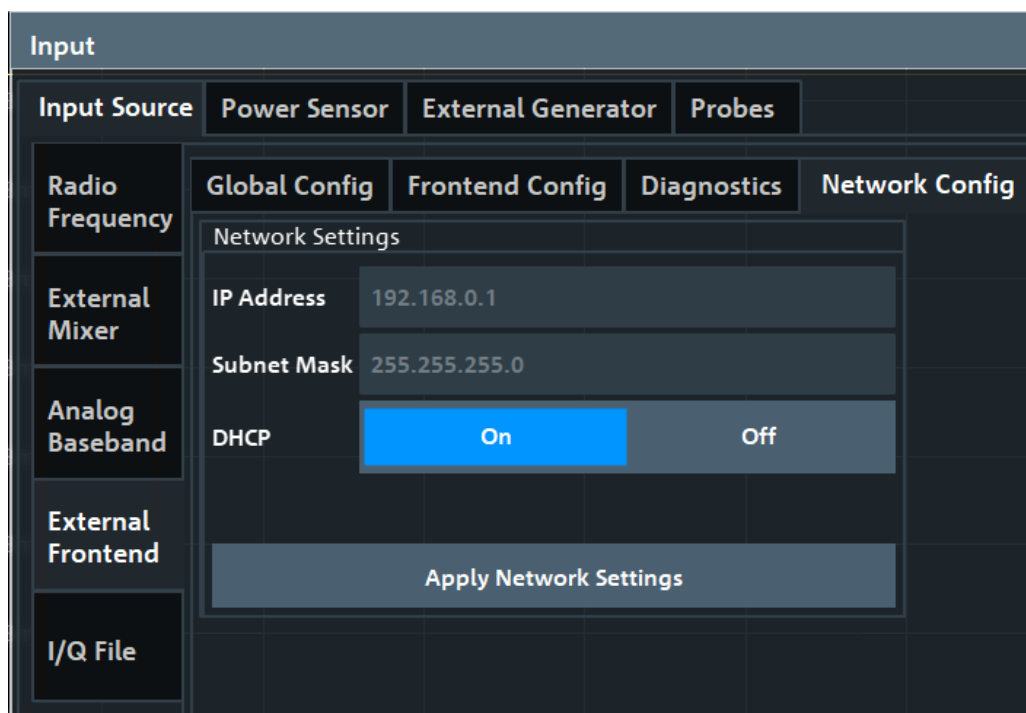 Input
Input Source Power Sensor External Generator Probes
Radio
Frequency
External
Mixer
Analog
Baseband
External
Frontend
I/Q File
Global Config Frontend Config Diagnostics Network Config
Network Settings
IP Address 192.168.0.1
Subnet Mask 255.255.255.0
DHCP On Off
Apply Network Settings